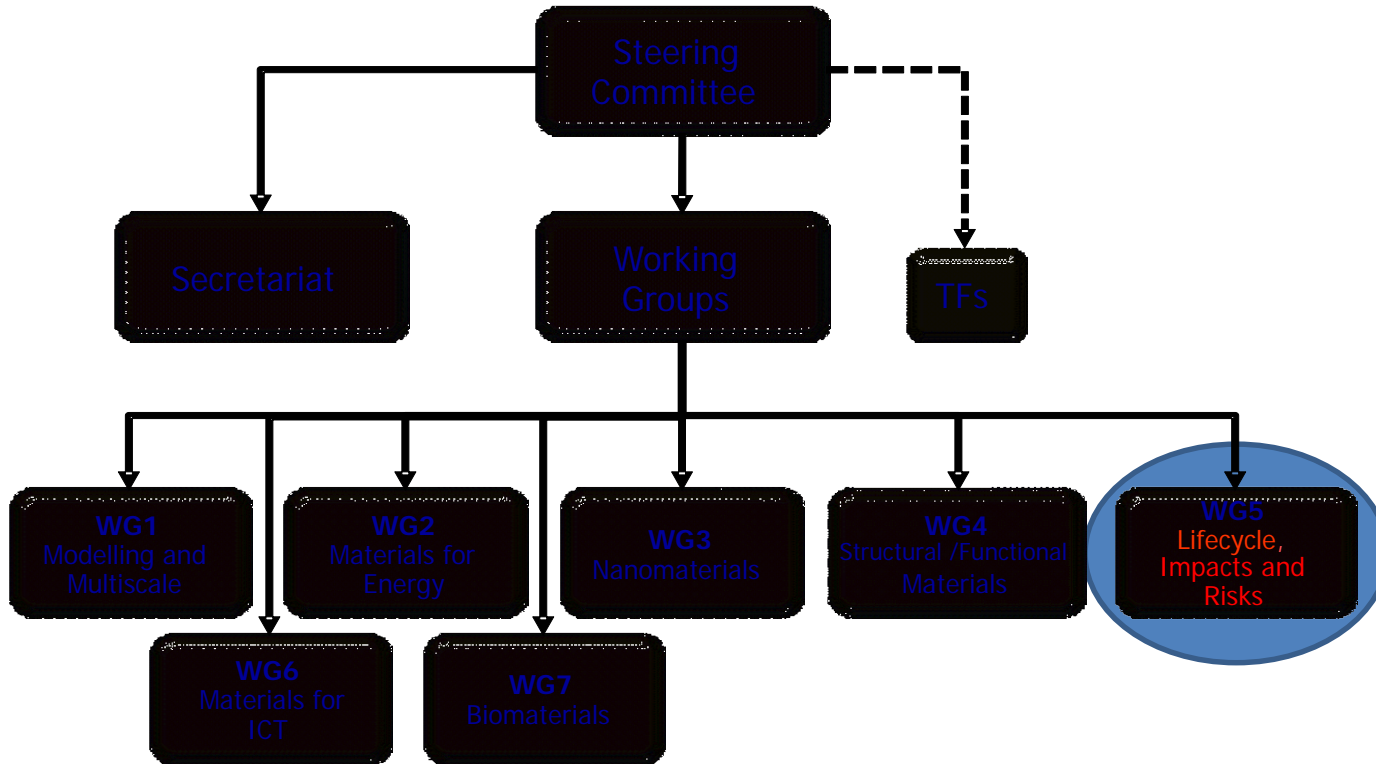 Steering
Committee
Secretariat
Working
Groups
TFs
WG1
Modelling and
Multiscale
WG2
Materials for
Energy
WG3
Nanomaterials
WG4
Structural /Functional
Materials
WG5
Lifecycle,
Impacts and
Risks
WG6
Materials for
ICT
WG7
Biomaterials